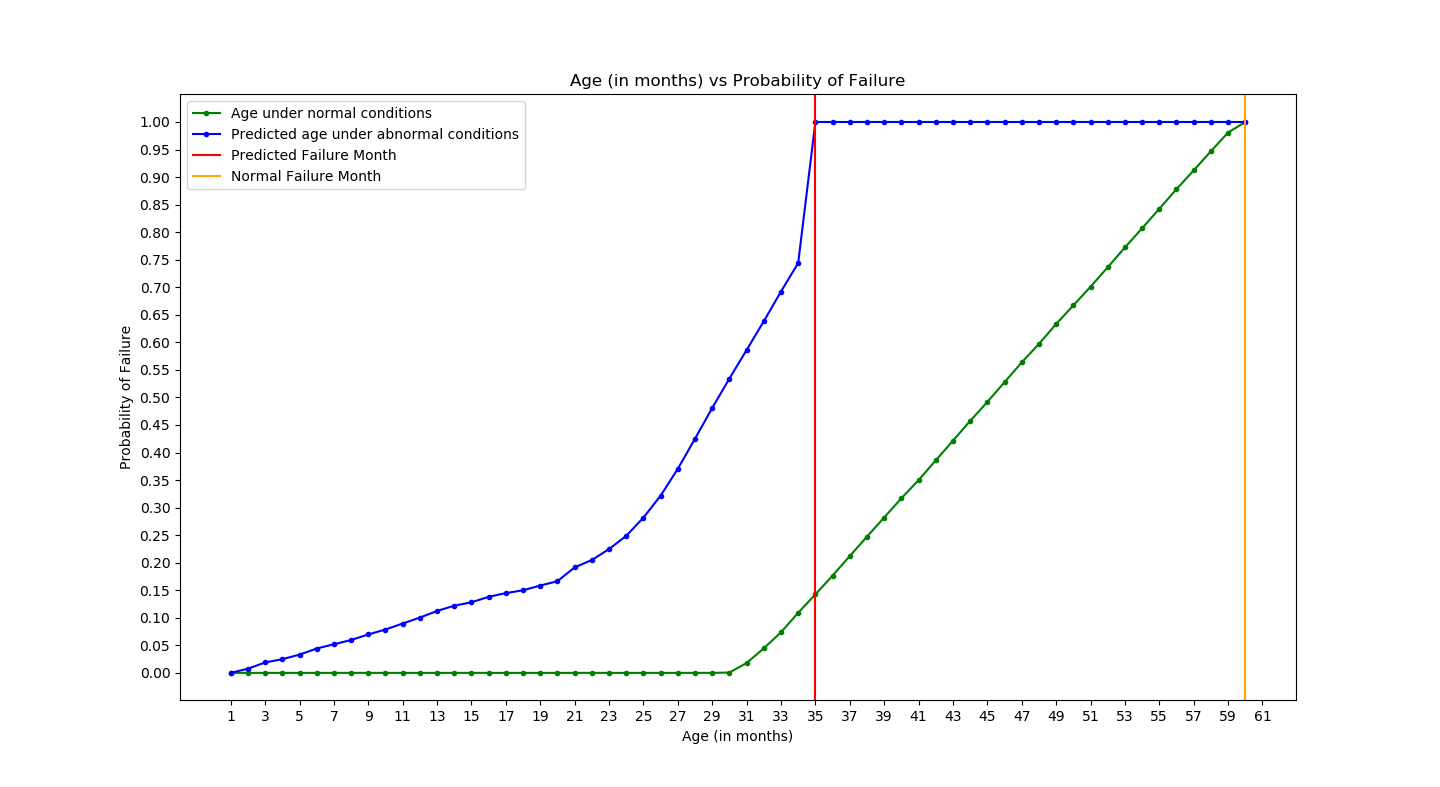 Age (in months) vs Probability of Failure
Age under normal conditions
Predicted age under abnormal conditions
Predicted Failure Month
Normal Failure Month
1.00
0.95
0.90
0.85
0.80
0.75
0.70
0.65
0.60
0.55
0.50
0.45
0.40
0.35
0.30
0.25
0.20
0.15
0.10
0.05
0.00
Probability of Failure
1 3 5 7 9 11 13 15 17 19 21 23 25 27 29 31 33 35 37 39 41 43 45 47 49 51 53 55 57 59 61
Age (in months)